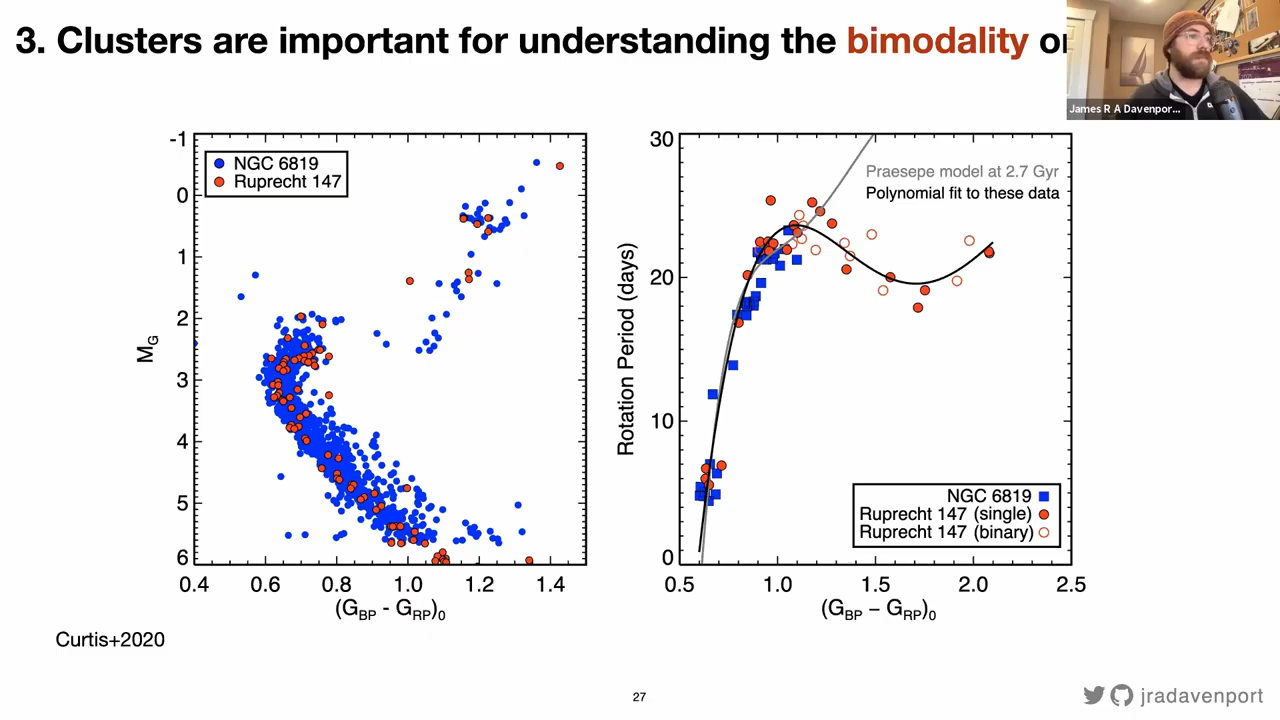 3. Clusters are important for understanding the bimodality
James R A Davenpor...
NGC 6819
Ruprecht 147
-1
0
1
2
3
4
5
6
M_G
0.4 0.6 0.8 1.0 1.2 1.4
(G_BP - G_RP)_0
Praesepe model at 2.7 Gyr
Polynomial fit to these data
30
20
10
0
Rotation Period (days)
NGC 6819
Ruprecht 147 (single)
Ruprecht 147 (binary)
0.5 1.0 1.5 2.0 2.5
(G_BP − G_RP)_0
Curtis+2020
27
jradavenport